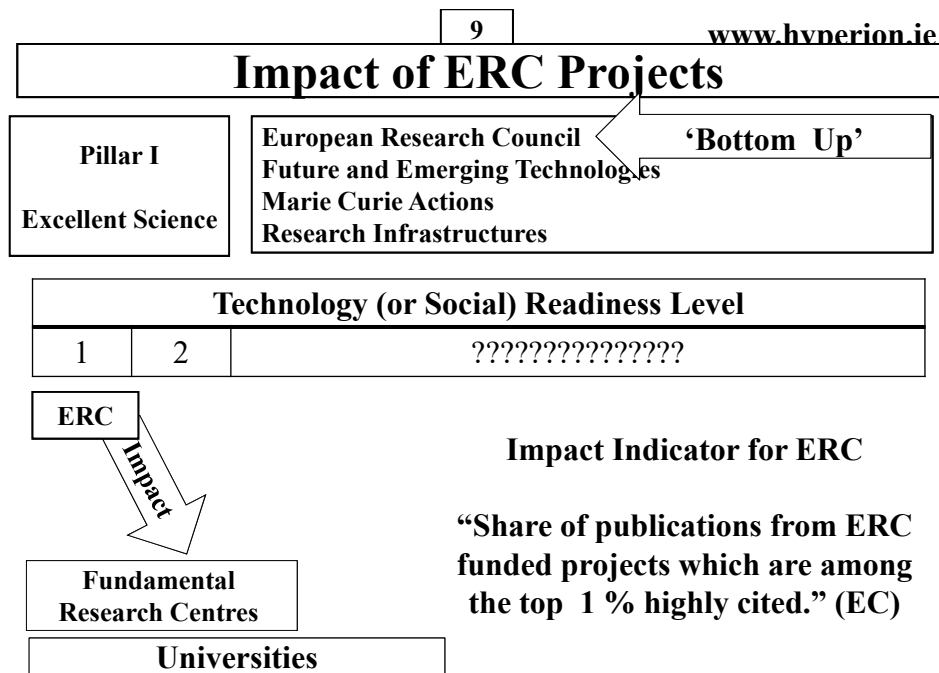 9
www.hyperion.ie
Impact of ERC Projects
Pillar I
Excellent Science
European Research Council
Future and Emerging Technologies
Marie Curie Actions
Research Infrastructures
‘Bottom Up’
Technology (or Social) Readiness Level
1 2 ???????????????
ERC
Impact
Impact Indicator for ERC
“Share of publications from ERC
funded projects which are among
the top 1 % highly cited.” (EC)
Fundamental
Research Centres
Universities